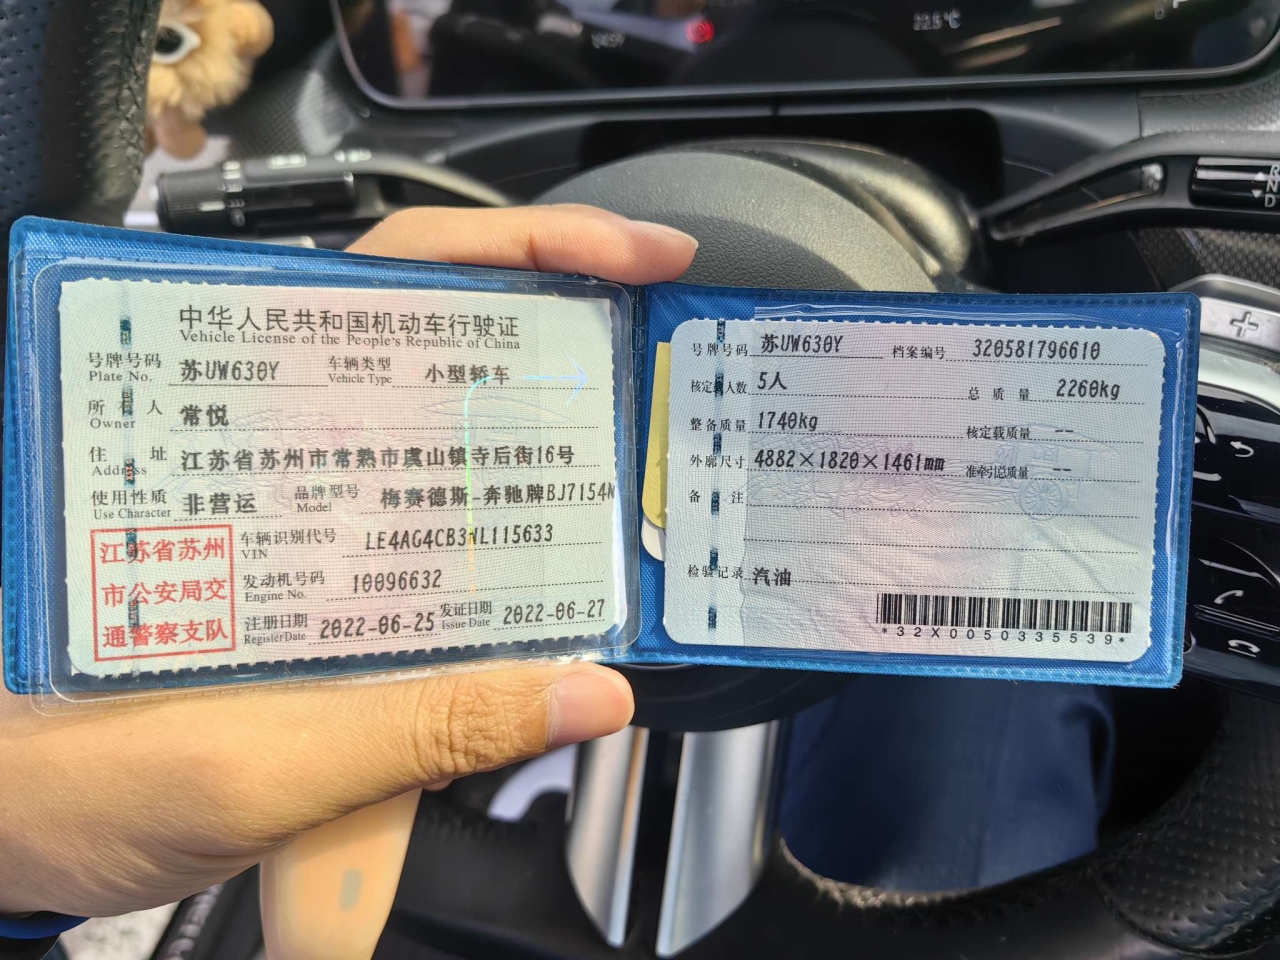 中华人民共和国机动车行驶证
Vehicle License of the People's Republic of China
号牌号码 苏UW630Y 车辆类型 小型轿车
Plate No. Vehicle Type
所有人 常悦
Owner
住址 江苏省苏州市常熟市虞山镇寺后街16号
Address
使用性质 非营运 品牌型号 梅赛德斯-奔驰牌BJ7154
Use Character Model
江苏省苏州
市公安局交
通警察支队
车辆识别代号 LE4AG4CB3NL115633
VIN
发动机号码 10096632
Engine No.
注册日期 2022-06-25 发证日期 2022-06-27
Register Date Issue Date
号牌号码 苏UW630Y 档案编号 320581796610
核定载人数 5人 总质量 2260kg
整备质量 1740kg 核定载质量 --
外廓尺寸 4882×1820×1461mm 准牵引总质量 --
备注
检验记录 汽油
*32X0050335539*
22.5°C
R
N
D